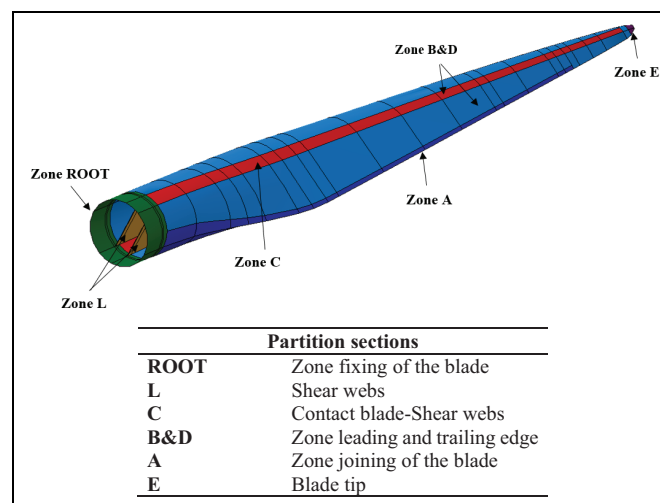 Zone B&D
Zone E
Zone ROOT
Zone A
Zone C
Zone L
Partition sections
ROOT Zone fixing of the blade
L Shear webs
C Contact blade-Shear webs
B&D Zone leading and trailing edge
A Zone joining of the blade
E Blade tip